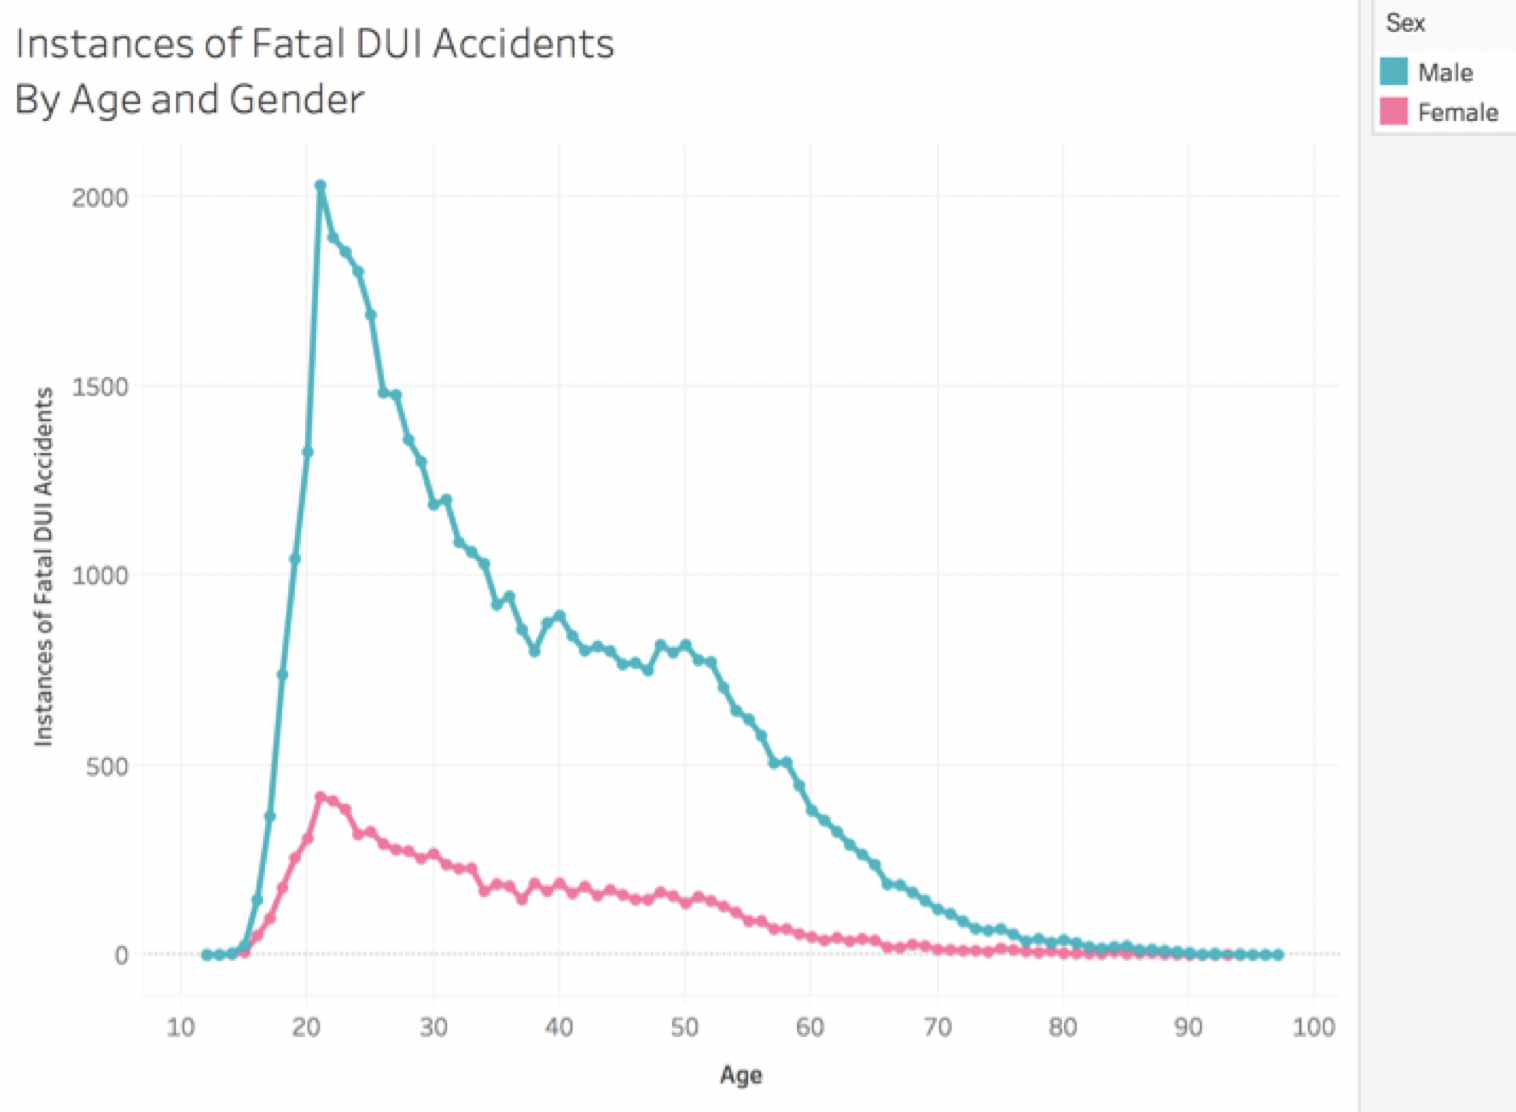 Instances of Fatal DUI Accidents
By Age and Gender
Sex
Male
Female
Instances of Fatal DUI Accidents
2000
1500
1000
500
0
10 20 30 40 50 60 70 80 90 100
Age